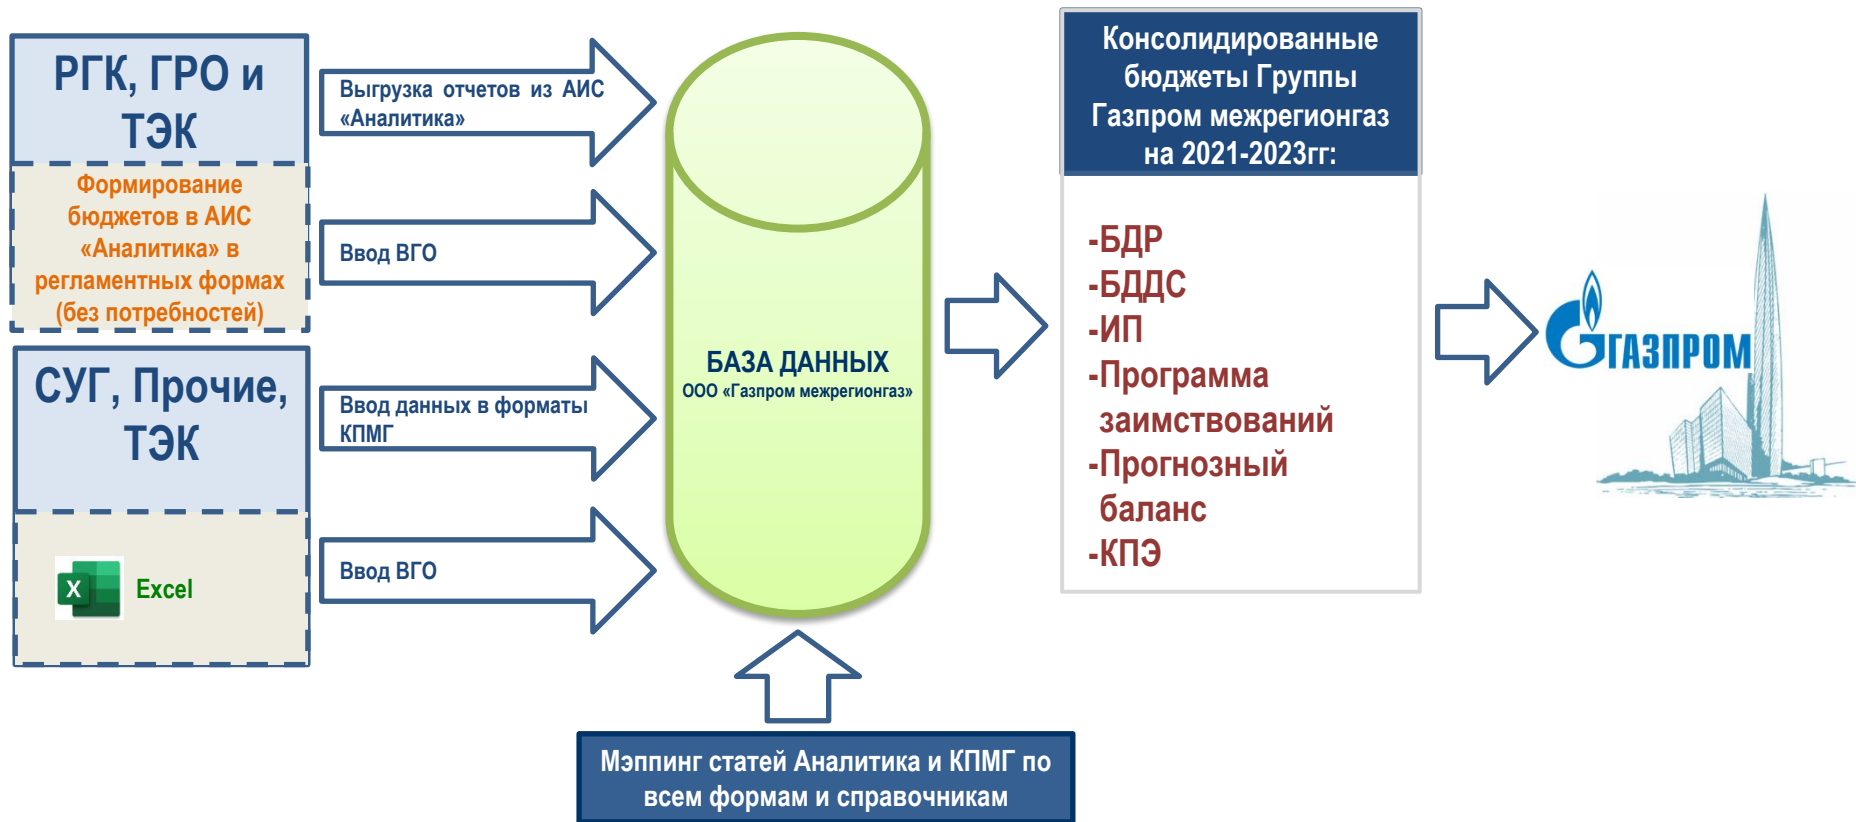 РГК, ГРО и
ТЭК
Формирование
бюджетов в АИС
«Аналитика» в
регламентных формах
(без потребностей)
СУГ, Прочие,
ТЭК
X
Excel
Выгрузка отчетов из АИС
«Аналитика»
Ввод ВГО
Ввод данных в форматы
КПМГ
Ввод ВГО
БАЗА ДАННЫХ
ООО «Газпром межрегионгаз»
Мэппинг статей Аналитика и КПМГ по
всем формам и справочникам
Консолидированные
бюджеты Группы
Газпром межрегионгаз
на 2021-2023гг:
-БДР
-БДДС
-ИП
-Программа
заимствований
-Прогнозный
баланс
-КПЭ
ГАЗПРОМ